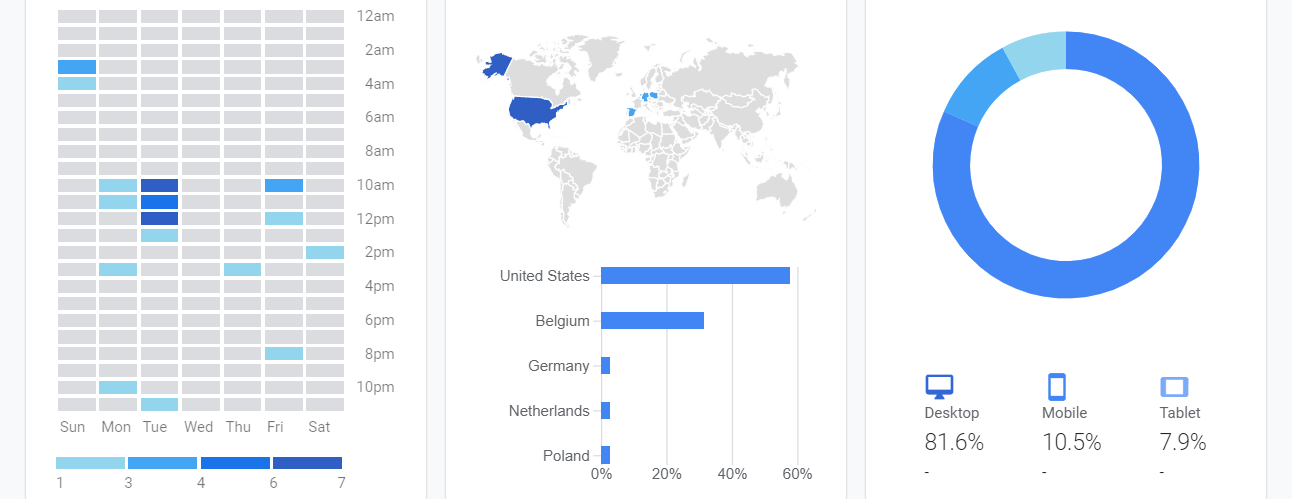 12am
2am
4am
6am
8am
10am
12pm
2pm
4pm
6pm
8pm
10pm
Sun Mon Tue Wed Thu Fri Sat
1 3 4 6 7
United States
Belgium
Germany
Netherlands
Poland
0% 20% 40% 60%
Desktop Mobile Tablet
81.6% 10.5% 7.9%
- - -